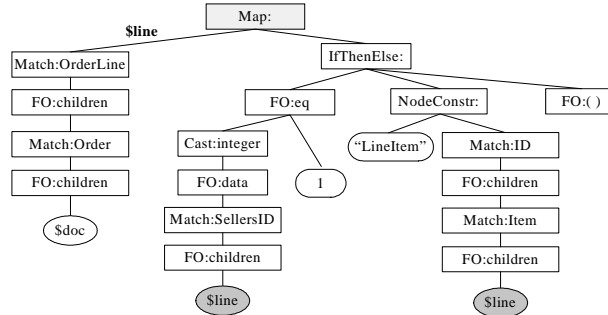 Map:
$line
Match:OrderLine
IfThenElse:
FO:children
FO:eq
NodeConstr:
FO:( )
Match:Order
Cast:integer
“LineItem”
Match:ID
FO:children
FO:data
1
FO:children
$doc
Match:SellersID
Match:Item
FO:children
FO:children
$line
$line